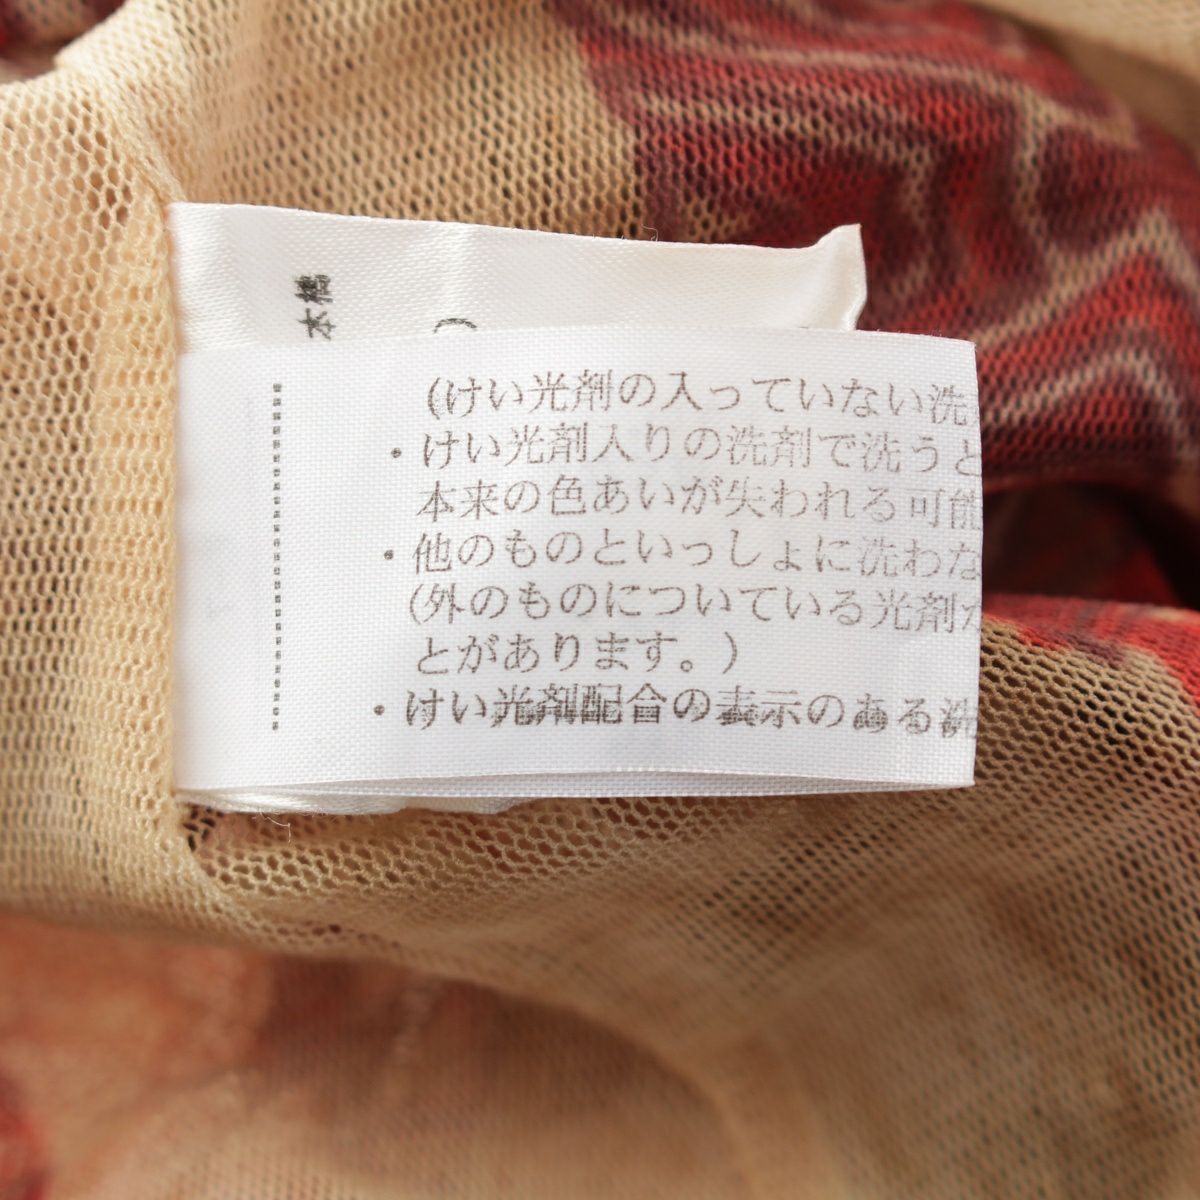 本橋
(けい光剤の入っていない洗
・けい光剤入りの洗剤で洗うと
本来の色あいが失われる可能
・他のものといっしょに洗わな
(外のものについている光剤が
とがあります。)
・けい光剤配合の表示のある洗